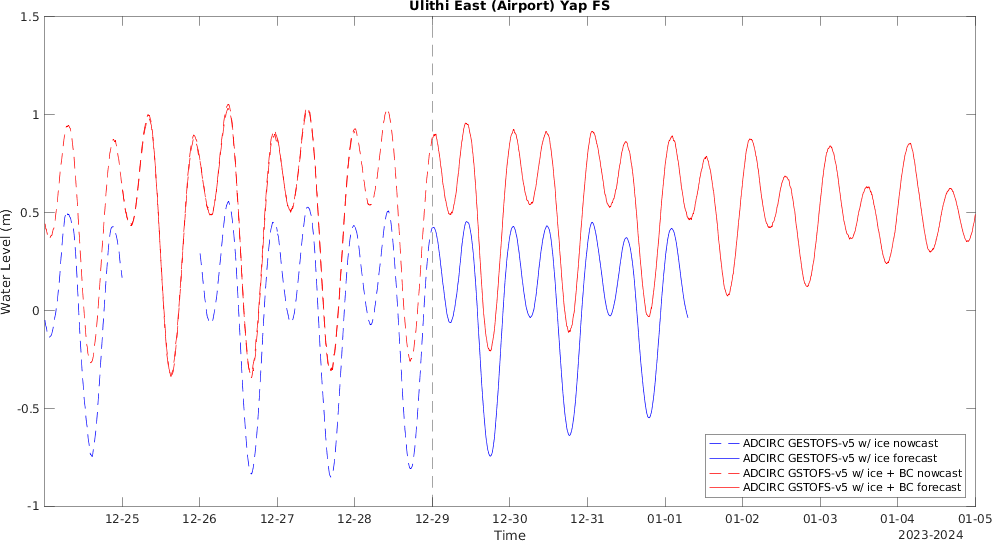 Ulithi East (Airport) Yap FS
Water Level (m)
1.5
1
0.5
0
-0.5
-1
12-25 12-26 12-27 12-28 12-29 12-30 12-31 01-01 01-02 01-03 01-04 01-05
Time
2023-2024
ADCIRC GESTOFS-v5 w/ ice nowcast
ADCIRC GESTOFS-v5 w/ ice forecast
ADCIRC GSTOFS-v5 w/ ice + BC nowcast
ADCIRC GSTOFS-v5 w/ ice + BC forecast